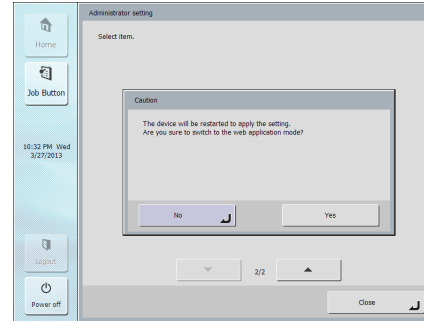 Administrator setting
Home
Select item.
Job Button
Caution
The device will be restarted to apply the setting.
Are you sure to switch to the web application mode?
10:32 PM Wed
3/27/2013
No
Yes
Logout
2/2
Power off
Close